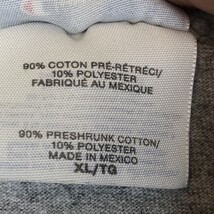 90% COTON PRÉ-RÉTRÉCI/
10% POLYESTER
FABRIQUÉ AU MEXIQUE
90% PRESHRUNK COTTON/
10% POLYESTER
MADE IN MEXICO
XL/TG